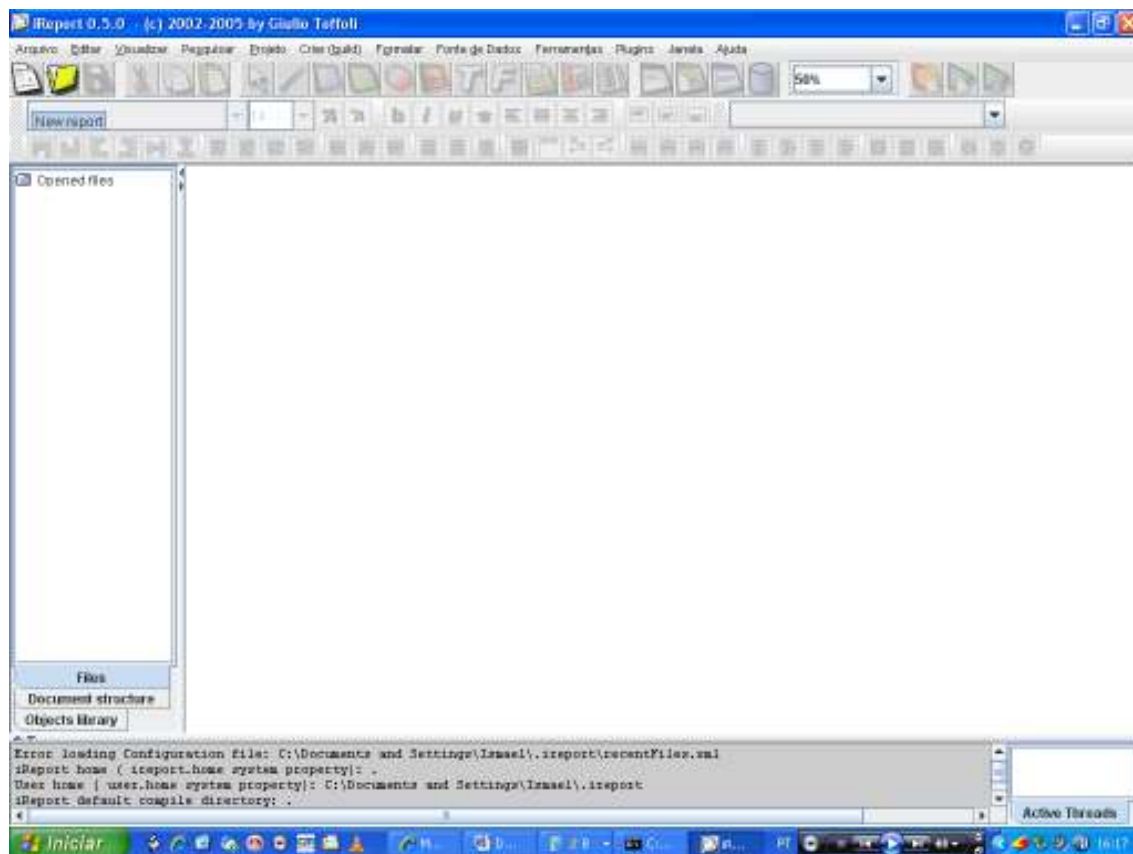 iReport 0.5.0 - (c) 2002-2005 by Giulio Toffoli
Arquivo Editar Visualizar Pesquisar Projeto Criar (build) Formatar Fonte de Dados Ferramentas Plugins Janela Ajuda
50%
New report
b i
Opened files
Files
Document structure
Objects library
Error loading Configuration file: C:\Documents and Settings\Ismael\.ireport\recentFiles.xml
iReport home ( ireport.home system property): .
User home ( user.home system property): C:\Documents and Settings\Ismael\.ireport
iReport default compile directory: .
Active Threads
Iniciar
PT
16:17